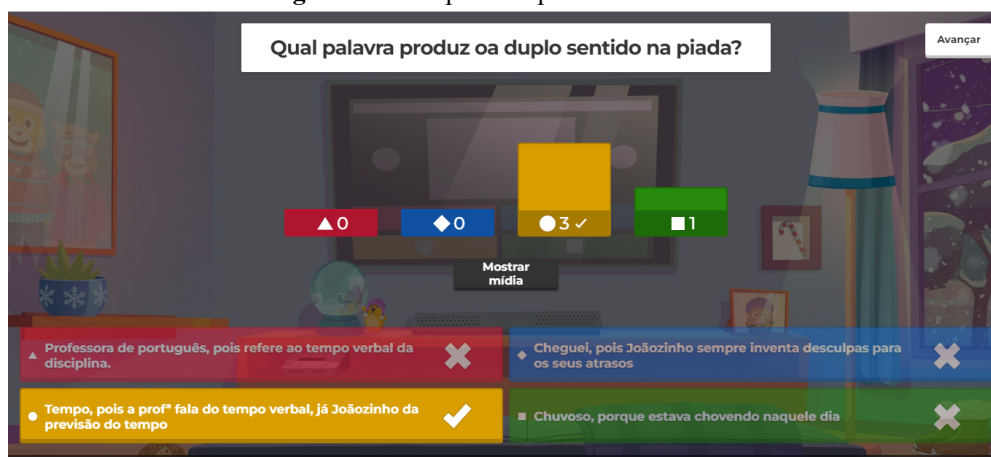 Qual palavra produz oa duplo sentido na piada?
Avançar
0
0
3
1
Mostrar
mídia
Professora de português, pois refere ao tempo verbal da
disciplina.
Cheguei, pois Joãozinho sempre inventa desculpas para
os seus atrasos
Tempo, pois a profª fala do tempo verbal, já Joãozinho da
previsão do tempo
Chuvoso, porque estava chovendo naquele dia